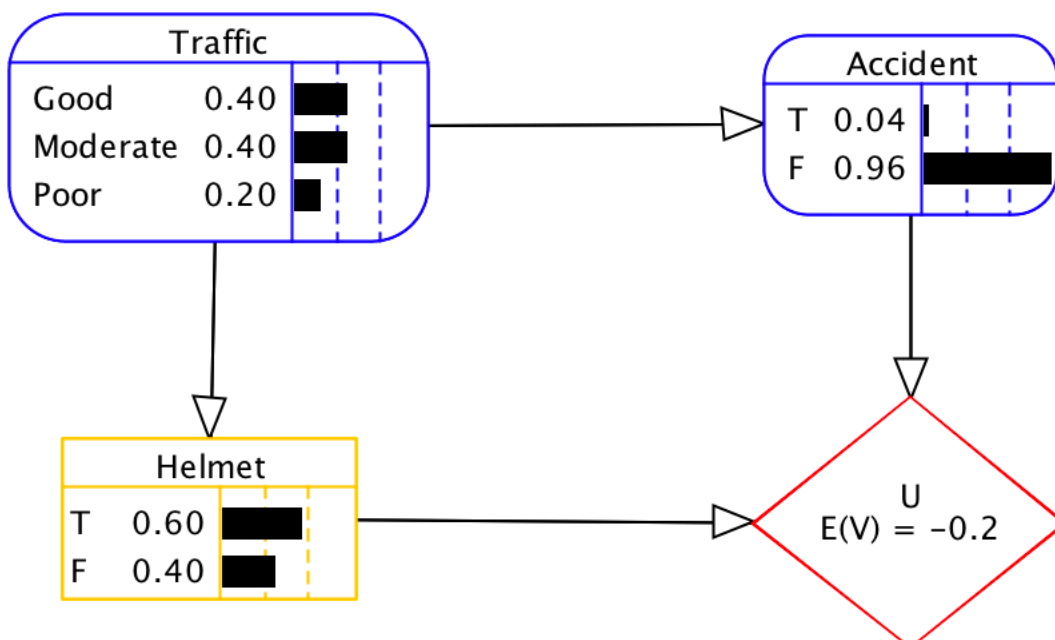 Traffic
Good 0.40
Moderate 0.40
Poor 0.20
Accident
T 0.04
F 0.96
Helmet
T 0.60
F 0.40
U
E(V) = -0.2